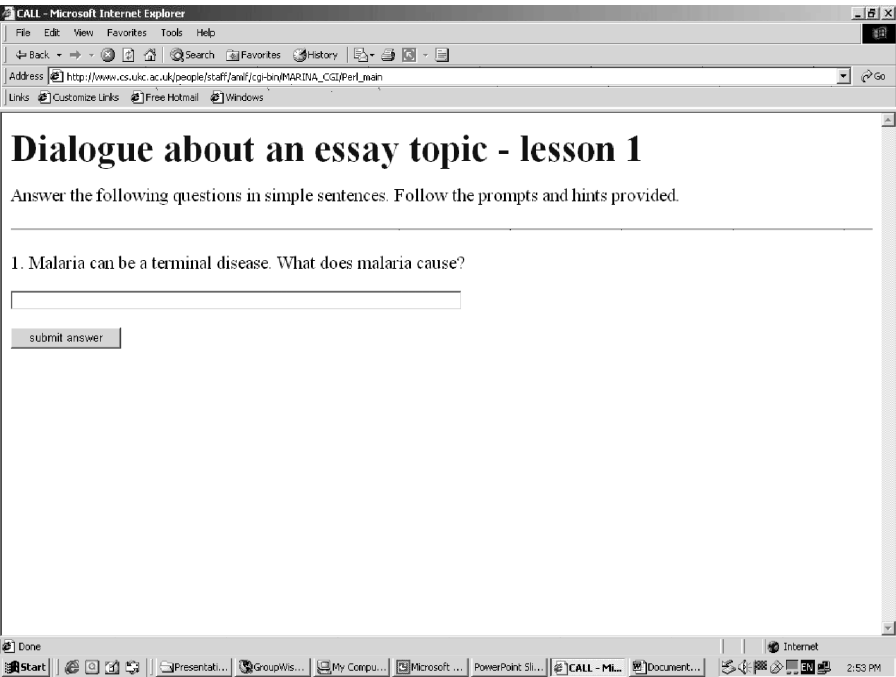 CALL - Microsoft Internet Explorer
File Edit View Favorites Tools Help
Back Search Favorites History
Address http://www.cs.ukc.ac.uk/people/staff/amlf/cgi-bin/MARINA_CGI/Perl_main Go
Links Customize Links Free Hotmail Windows
Dialogue about an essay topic - lesson 1
Answer the following questions in simple sentences. Follow the prompts and hints provided.
1. Malaria can be a terminal disease. What does malaria cause?
submit answer
Done Internet
Start Presentati... GroupWis... My Compu... Microsoft ... PowerPoint Sli... CALL - Mi... Document... EN 2:53 PM